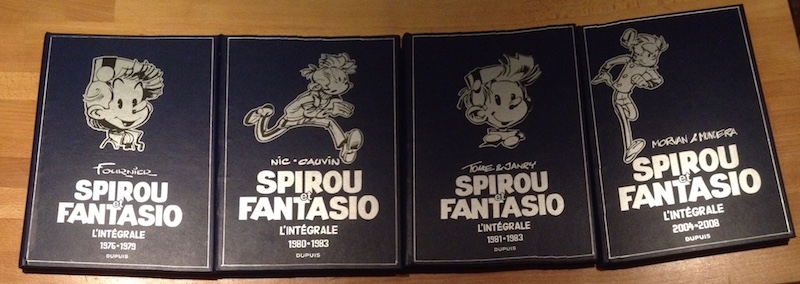 FOURNIER
SPIROU
et
FANTASIO
L'INTÉGRALE
1976-1979
DUPUIS
NIC - CAUVIN
SPIROU
et
FANTASIO
L'INTÉGRALE
1980-1983
DUPUIS
TOME & JANRY
SPIROU
et
FANTASIO
L'INTÉGRALE
1981-1983
DUPUIS
MORVAN & MUNUERA
SPIROU
et
FANTASIO
L'INTÉGRALE
2004-2008
DUPUIS